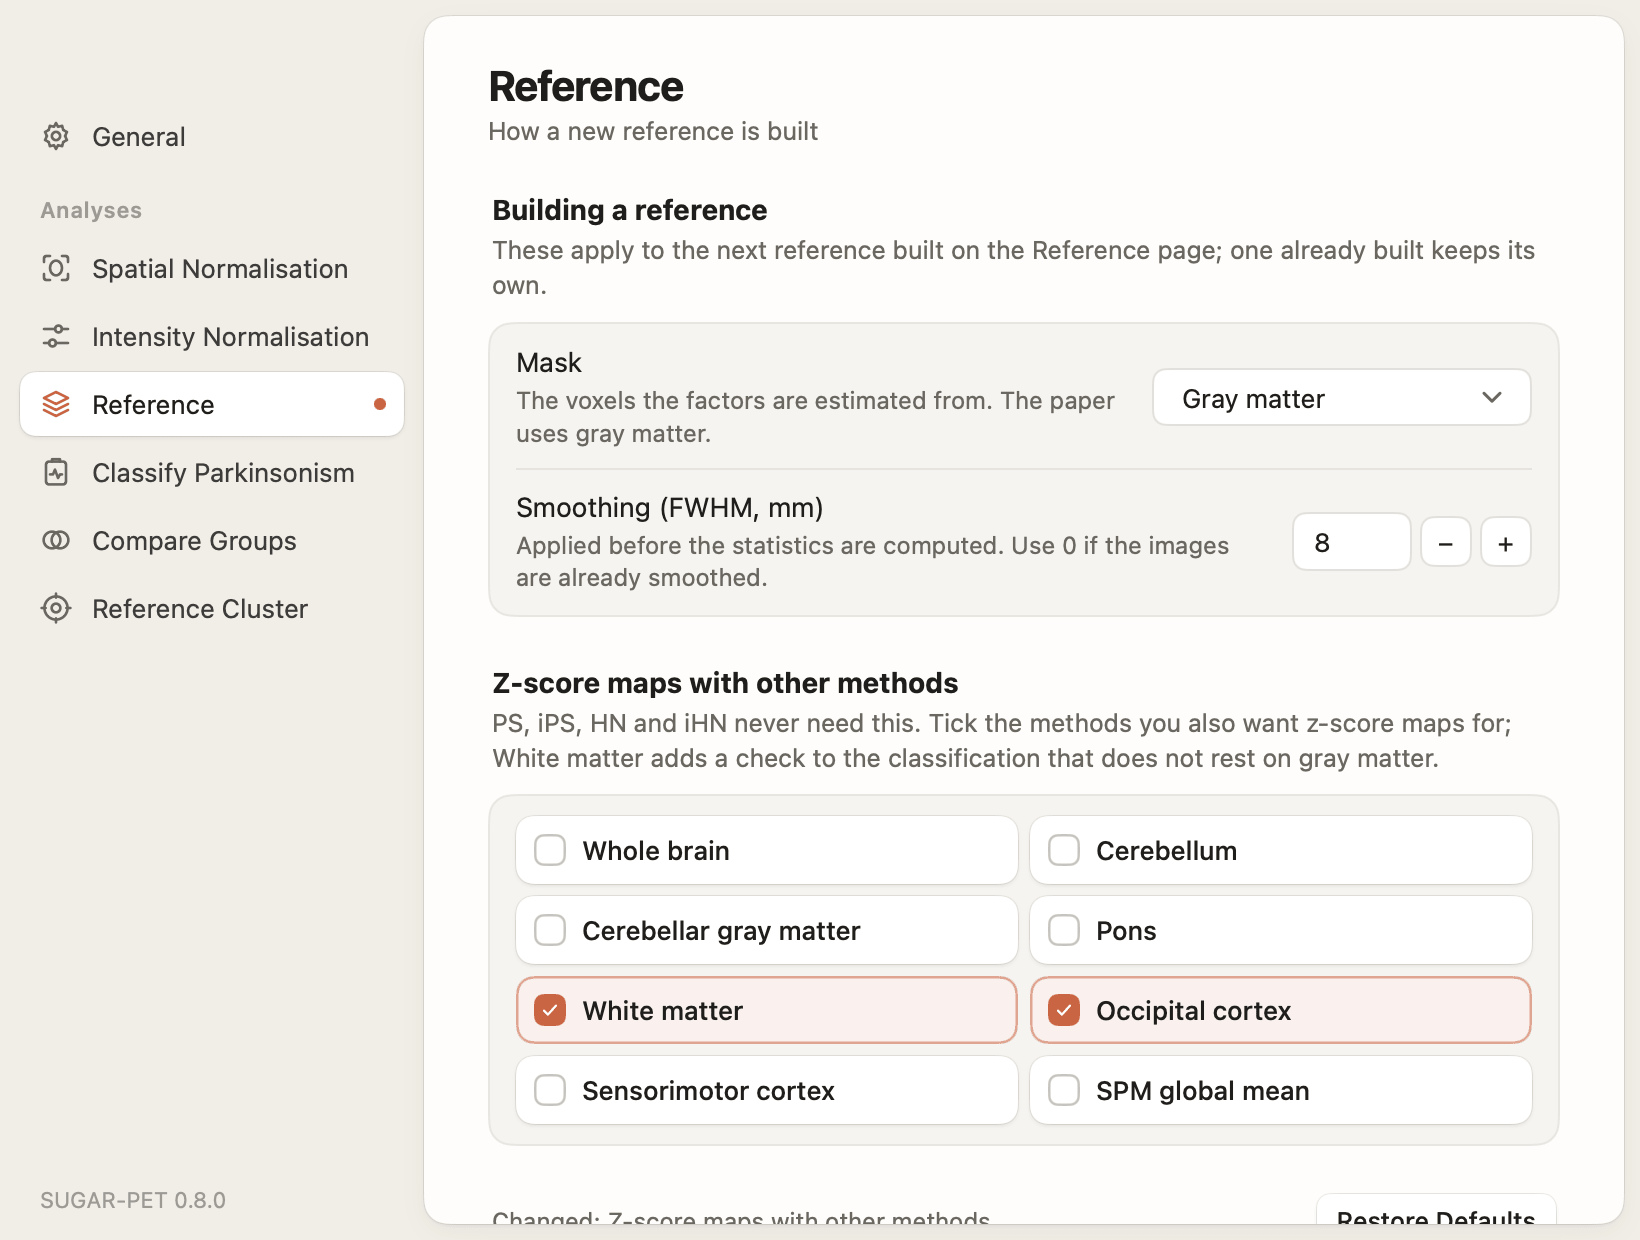 General
Analyses
Spatial Normalisation
Intensity Normalisation
Reference
Classify Parkinsonism
Compare Groups
Reference Cluster
SUGAR-PET 0.8.0
Reference
How a new reference is built
Building a reference
These apply to the next reference built on the Reference page; one already built keeps its
own.
Mask
The voxels the factors are estimated from. The paper
uses gray matter.
Gray matter
Smoothing (FWHM, mm)
Applied before the statistics are computed. Use 0 if the images
are already smoothed.
8
−
+
Z-score maps with other methods
PS, iPS, HN and iHN never need this. Tick the methods you also want z-score maps for;
White matter adds a check to the classification that does not rest on gray matter.
Whole brain
Cerebellum
Cerebellar gray matter
Pons
White matter
Occipital cortex
Sensorimotor cortex
SPM global mean
Changed: Z-score maps with other methods
Restore Defaults